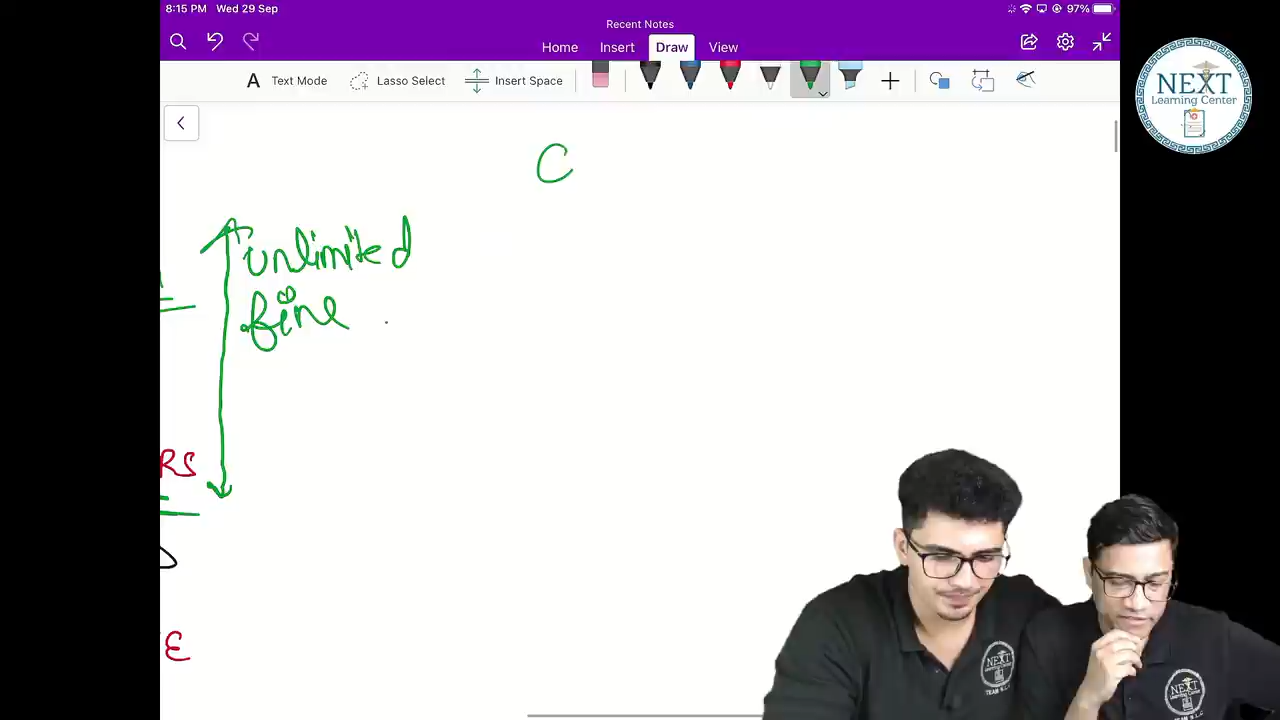 8:15 PM Wed 29 Sep
97%
Recent Notes
Home Insert Draw View
Text Mode Lasso Select Insert Space
NEXT
Learning Center
C
unlimited
fine
RS
E
TEAM N.L.C